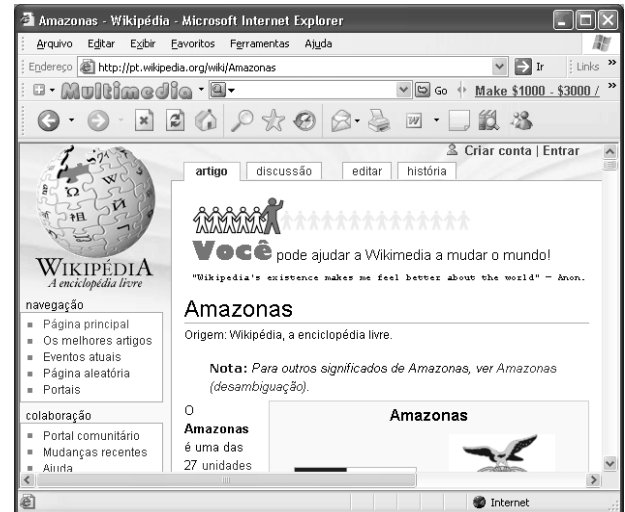 Amazonas - Wikipédia - Microsoft Internet Explorer
Arquivo Editar Exibir Favoritos Ferramentas Ajuda
Endereço http://pt.wikipedia.org/wiki/Amazonas Ir Links »
Multimedia Go Make $1000 - $3000 / »
Criar conta | Entrar
artigo discussão editar história
Você pode ajudar a Wikimedia a mudar o mundo!
"Wikipedia's existence makes me feel better about the world" — Anon.
WIKIPÉDIA
A enciclopédia livre
navegação
Página principal
Os melhores artigos
Eventos atuais
Página aleatória
Portais
colaboração
Portal comunitário
Mudanças recentes
Ajuda
Amazonas
Origem: Wikipédia, a enciclopédia livre.
Nota: Para outros significados de Amazonas, ver Amazonas
(desambiguação).
O
Amazonas
é uma das
27 unidades
Amazonas
Internet